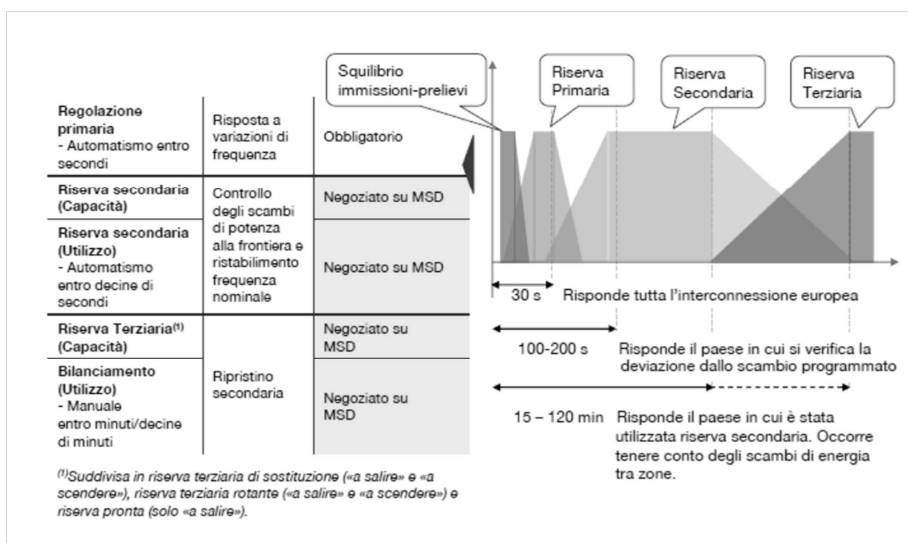 Regolazione
primaria
- Automatismo entro
secondi
Risposta a
variazioni di
frequenza
Obbligatorio
Riserva secondaria
(Capacità)
Controllo
degli scambi
di potenza
alla frontiera e
ristabilimento
frequenza
nominale
Negoziato su MSD
Riserva secondaria
(Utilizzo)
- Automatismo
entro decine di
secondi
Negoziato su MSD
Riserva Terziaria(1)
(Capacità)
Ripristino
secondaria
Negoziato su
MSD
Bilanciamento
(Utilizzo)
- Manuale
entro minuti/decine
di minuti
Negoziato su
MSD
(1)Suddivisa in riserva terziaria di sostituzione («a salire» e «a
scendere»), riserva terziaria rotante («a salire» e «a scendere») e
riserva pronta (solo «a salire»).
Squilibrio
immissioni-prelievi
Riserva
Primaria
Riserva
Secondaria
Riserva
Terziaria
30 s Risponde tutta l'interconnessione europea
100-200 s Risponde il paese in cui si verifica la
deviazione dallo scambio programmato
15 – 120 min Risponde il paese in cui è stata
utilizzata riserva secondaria. Occorre
tenere conto degli scambi di energia
tra zone.